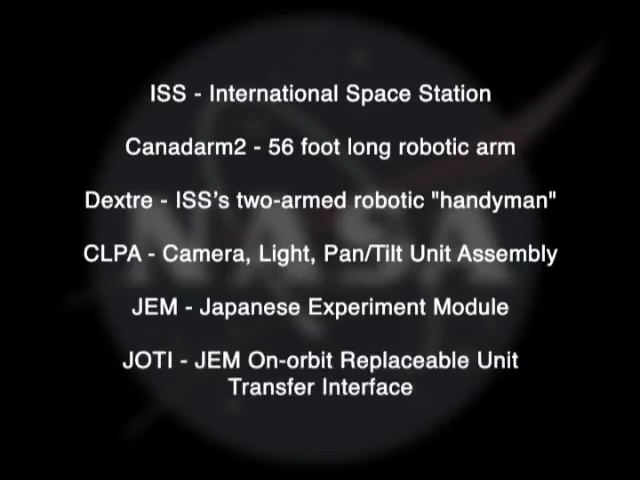 ISS - International Space Station
Canadarm2 - 56 foot long robotic arm
Dextre - ISS’s two-armed robotic "handyman"
CLPA - Camera, Light, Pan/Tilt Unit Assembly
JEM - Japanese Experiment Module
JOTI - JEM On-orbit Replaceable Unit
Transfer Interface
NASA